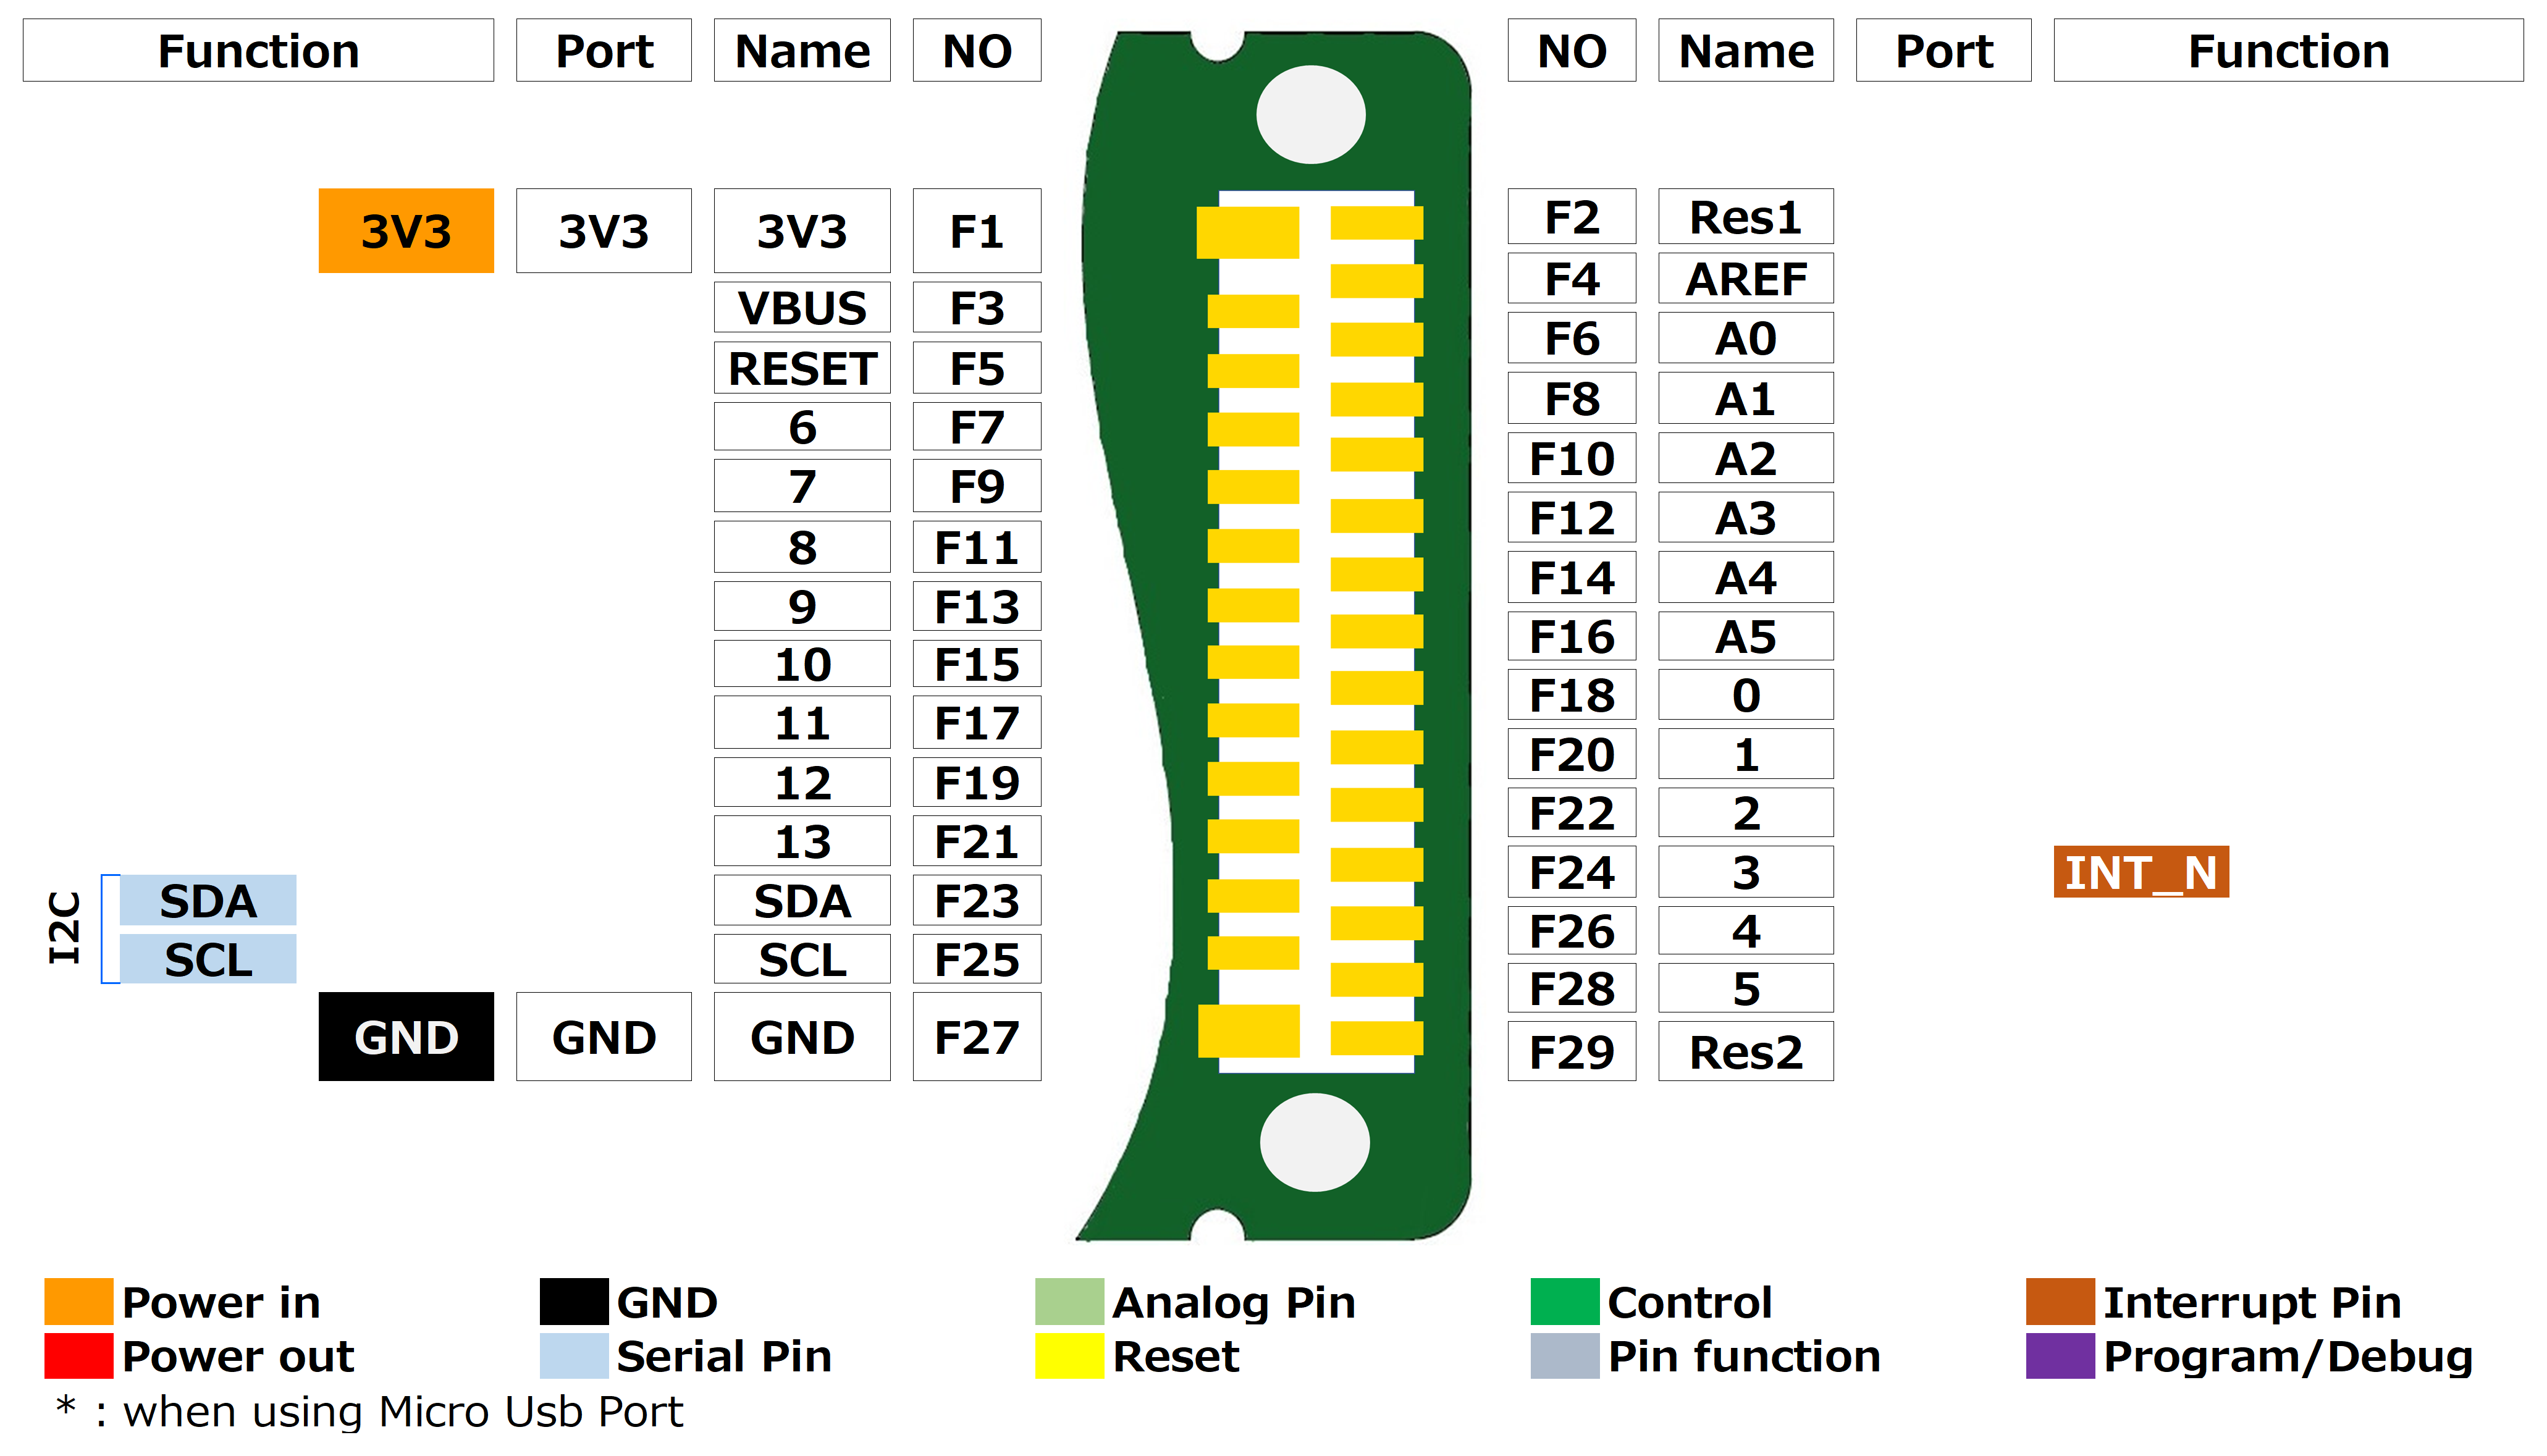 Function Port Name NO NO Name Port Function
3V3 3V3 3V3 F1 F2 Res1
VBUS F3 F4 AREF
RESET F5 F6 A0
6 F7 F8 A1
7 F9 F10 A2
8 F11 F12 A3
9 F13 F14 A4
10 F15 F16 A5
11 F17 F18 0
12 F19 F20 1
13 F21 F22 2
I2C
SDA SDA F23 F24 3 INT_N
SCL SCL F25 F26 4
F28 5
GND GND GND F27 F29 Res2
Power in GND Analog Pin Control Interrupt Pin
Power out Serial Pin Reset Pin function Program/Debug
* : when using Micro Usb Port